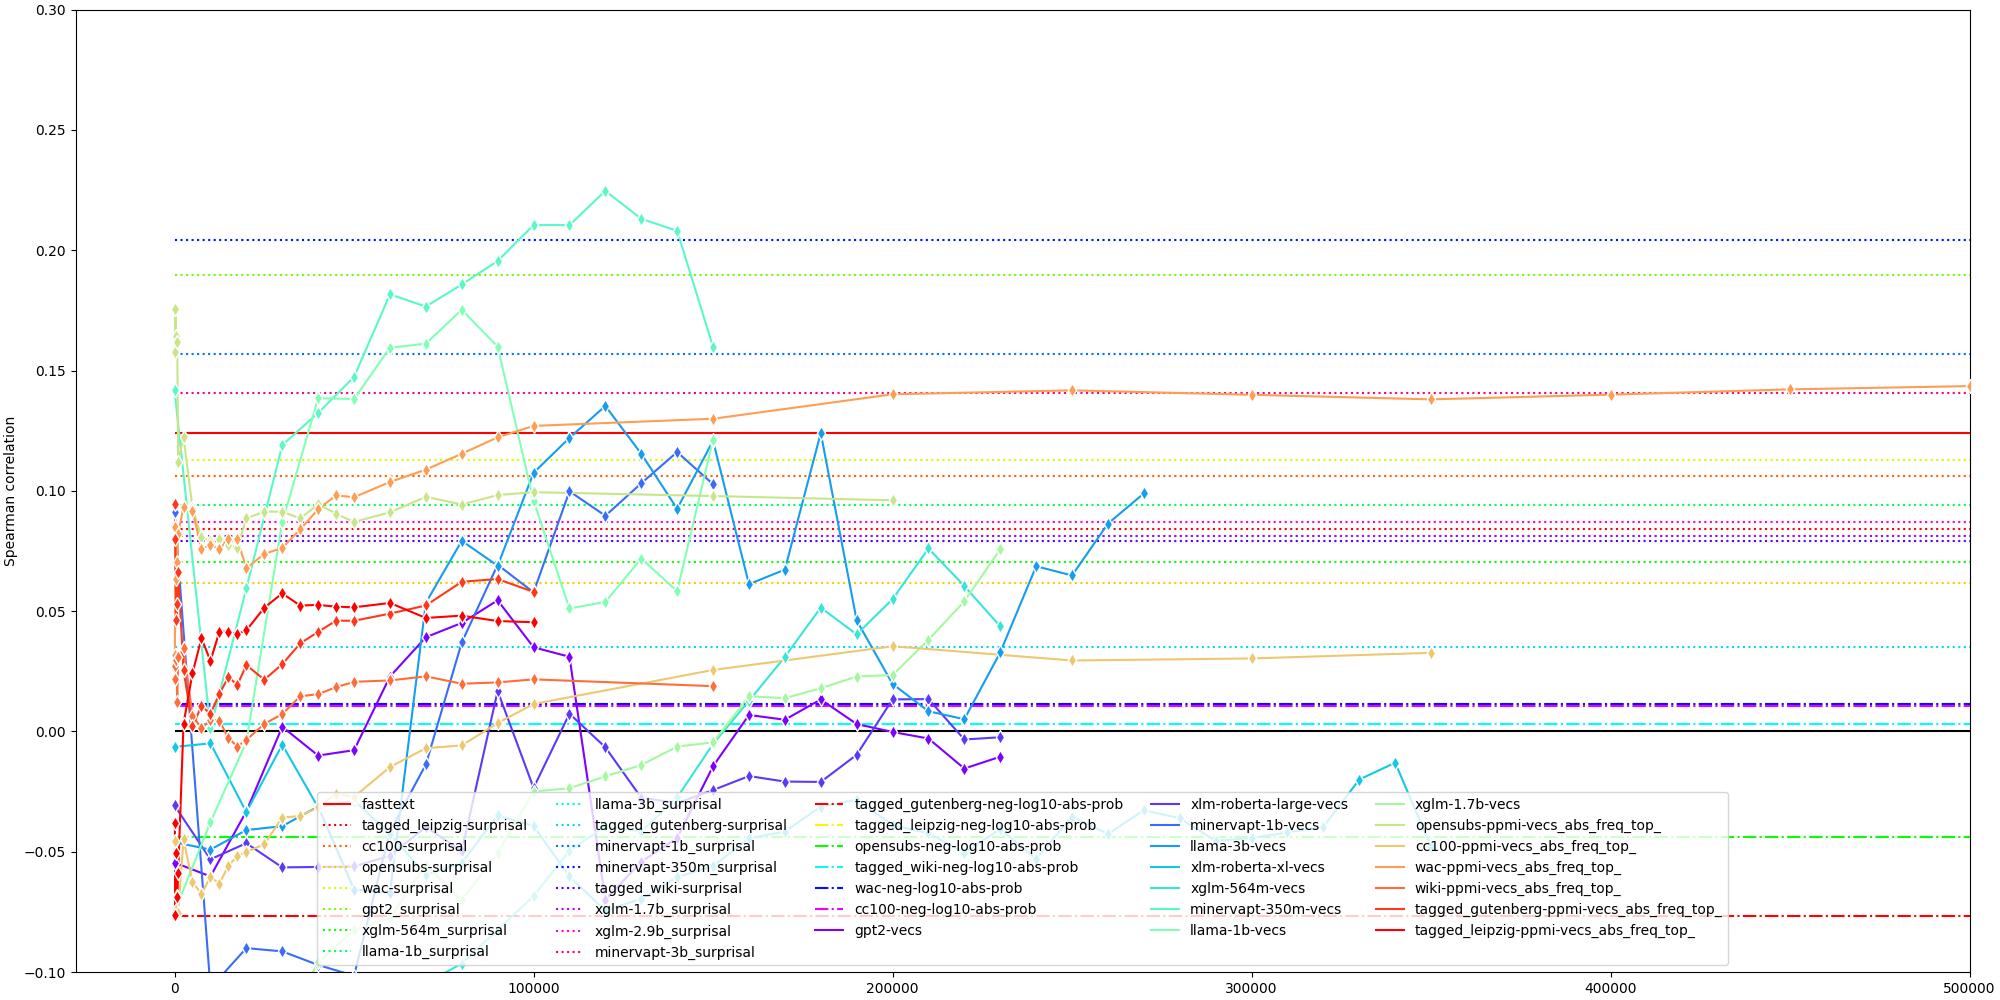 0.30
0.25
0.20
0.15
0.10
0.05
0.00
−0.05
−0.10
Spearman correlation
0
100000
200000
300000
400000
500000
fasttext
tagged_leipzig-surprisal
cc100-surprisal
opensubs-surprisal
wac-surprisal
gpt2_surprisal
xglm-564m_surprisal
llama-1b_surprisal
llama-3b_surprisal
tagged_gutenberg-surprisal
minervapt-1b_surprisal
minervapt-350m_surprisal
tagged_wiki-surprisal
xglm-1.7b_surprisal
xglm-2.9b_surprisal
minervapt-3b_surprisal
tagged_gutenberg-neg-log10-abs-prob
tagged_leipzig-neg-log10-abs-prob
opensubs-neg-log10-abs-prob
tagged_wiki-neg-log10-abs-prob
wac-neg-log10-abs-prob
cc100-neg-log10-abs-prob
gpt2-vecs
xlm-roberta-large-vecs
minervapt-1b-vecs
llama-3b-vecs
xlm-roberta-xl-vecs
xglm-564m-vecs
minervapt-350m-vecs
llama-1b-vecs
xglm-1.7b-vecs
opensubs-ppmi-vecs_abs_freq_top_
cc100-ppmi-vecs_abs_freq_top_
wac-ppmi-vecs_abs_freq_top_
wiki-ppmi-vecs_abs_freq_top_
tagged_gutenberg-ppmi-vecs_abs_freq_top_
tagged_leipzig-ppmi-vecs_abs_freq_top_